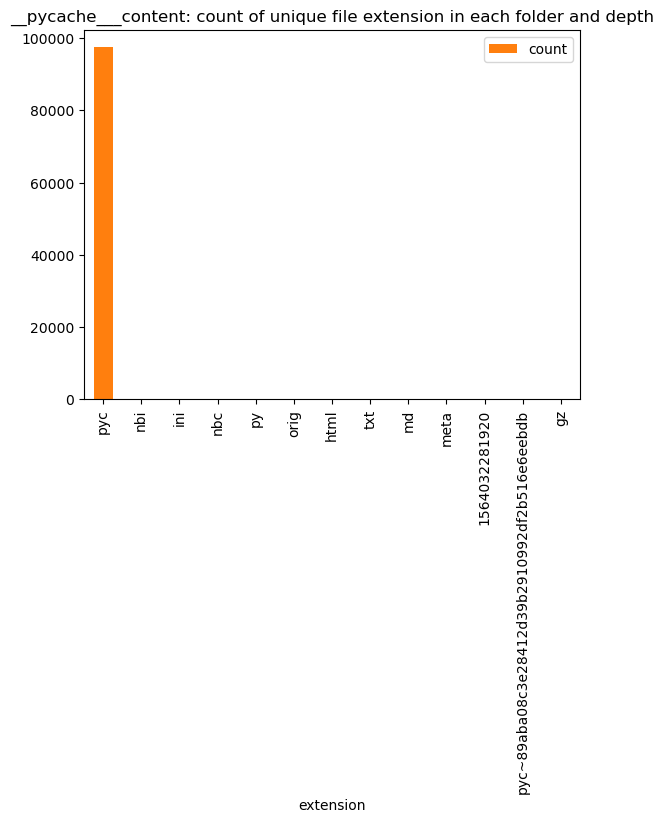 __pycache___content: count of unique file extension in each folder and depth
count
100000
80000
60000
40000
20000
0
pyc
nbi
ini
nbc
py
orig
html
txt
md
meta
1564032281920
pyc~89aba08c3e28412d39b2910992df2b516e6eebdb
gz
extension